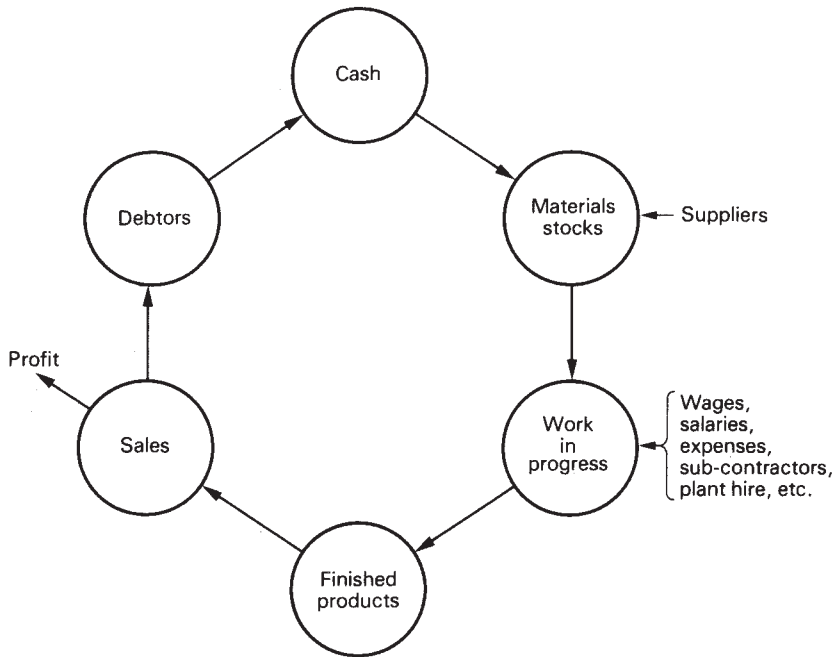 Cash
Debtors
Materials
stocks
Suppliers
Profit
Sales
Work
in
progress
Wages,
salaries,
expenses,
sub-contractors,
plant hire, etc.
Finished
products